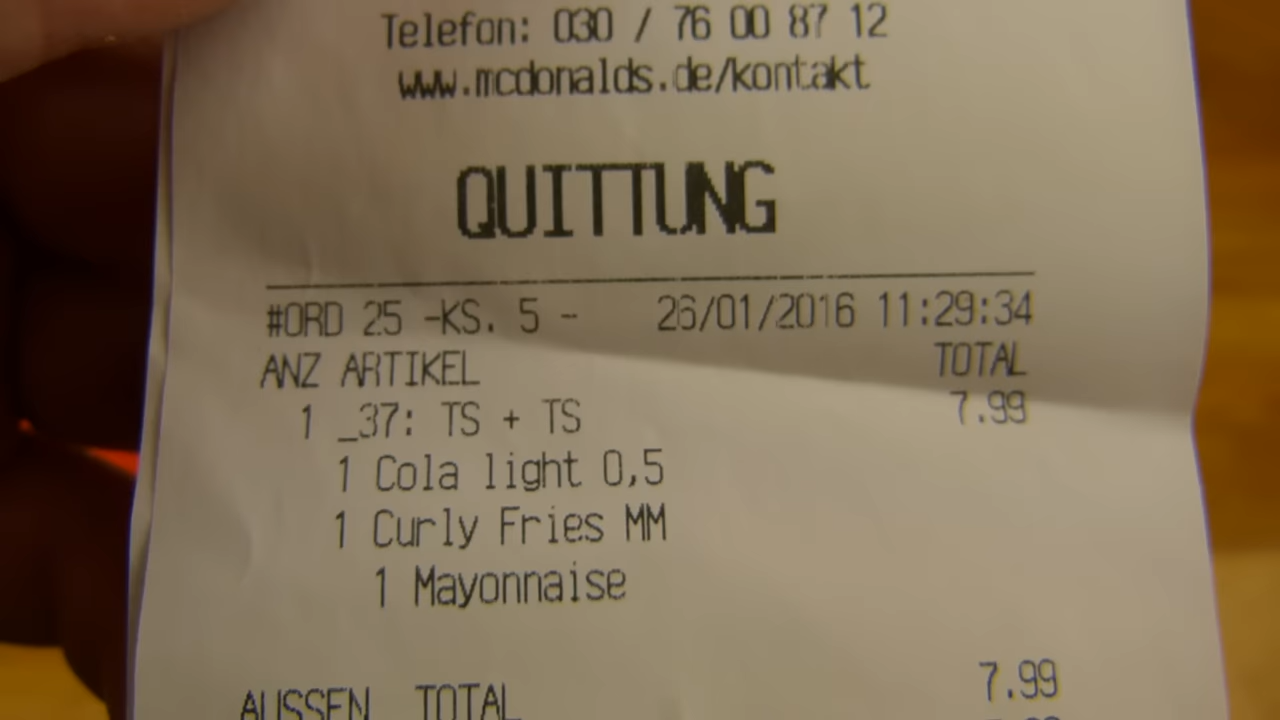 Telefon: 030 / 76 00 87 12
www.mcdonalds.de/kontakt
QUITTUNG
#ORD 25 -KS. 5 - 26/01/2016 11:29:34
ANZ ARTIKEL TOTAL
1 _37: TS + TS 7.99
1 Cola light 0,5
1 Curly Fries MM
1 Mayonnaise
AUSSEN TOTAL 7.99